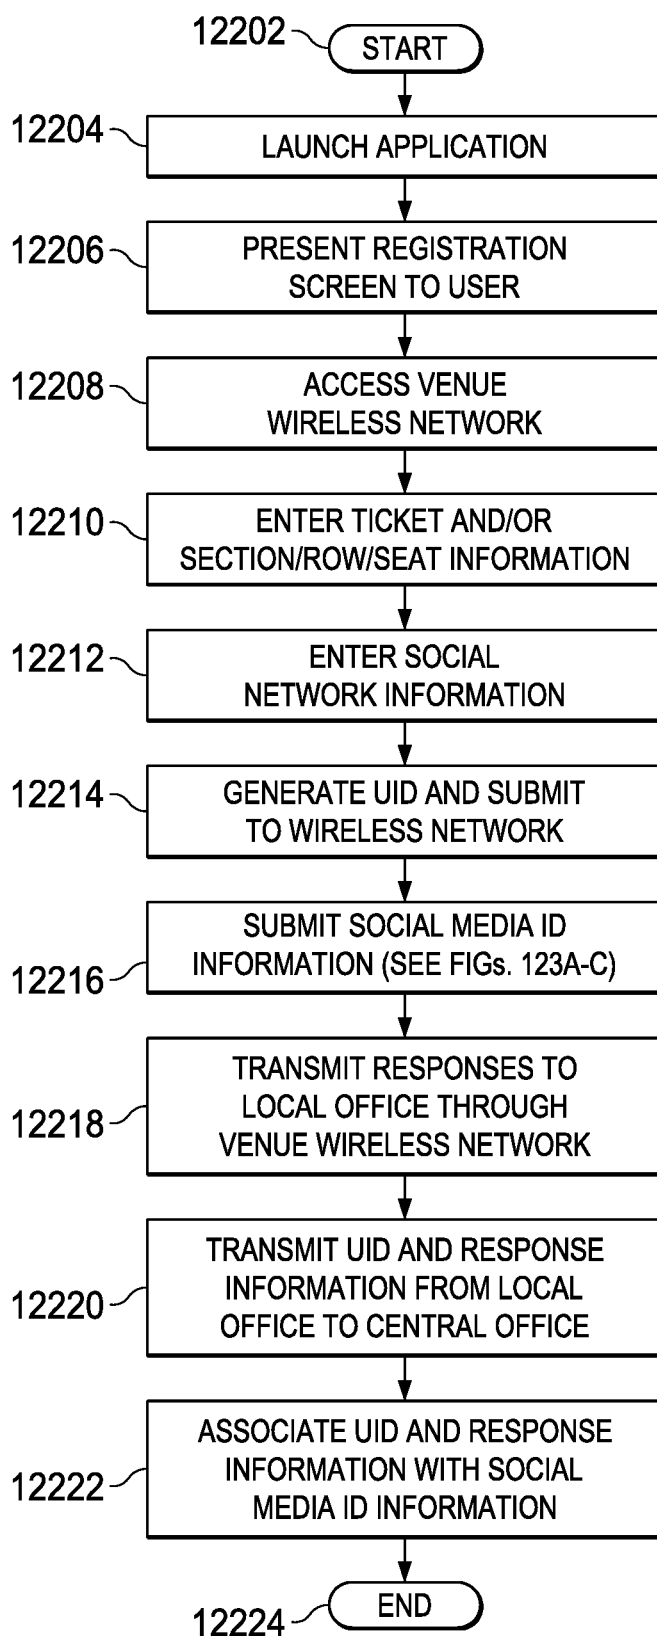 12202
START
12204
LAUNCH APPLICATION
12206
PRESENT REGISTRATION
SCREEN TO USER
12208
ACCESS VENUE
WIRELESS NETWORK
12210
ENTER TICKET AND/OR
SECTION/ROW/SEAT INFORMATION
12212
ENTER SOCIAL
NETWORK INFORMATION
12214
GENERATE UID AND SUBMIT
TO WIRELESS NETWORK
12216
SUBMIT SOCIAL MEDIA ID
INFORMATION (SEE FIGs. 123A-C)
12218
TRANSMIT RESPONSES TO
LOCAL OFFICE THROUGH
VENUE WIRELESS NETWORK
12220
TRANSMIT UID AND RESPONSE
INFORMATION FROM LOCAL
OFFICE TO CENTRAL OFFICE
12222
ASSOCIATE UID AND RESPONSE
INFORMATION WITH SOCIAL
MEDIA ID INFORMATION
END
12224